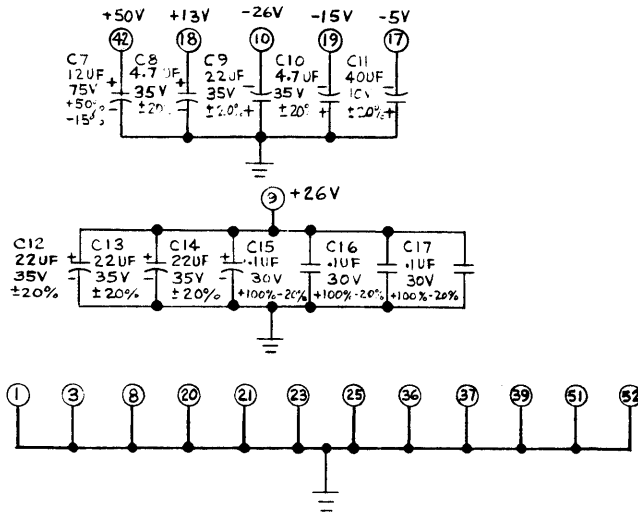 +50V +13V -26V -15V -5V
42 18 10 19 17
C7 C8 C9 C10 C11
12UF 4.7UF 22UF 4.7UF 40UF
75V 35V 35V 35V
+50% ±20% ±20% ±20% ±20%
-15%
9 +26V
C12 C13 C14 C15 C16 C17
22UF 22UF 22UF .1UF .1UF .1UF
35V 35V 35V 30V 30V 30V
±20% ±20% ±20% +100%-20% +100%-20% +100%-20%
1 3 8 20 21 23 25 36 37 39 51 52